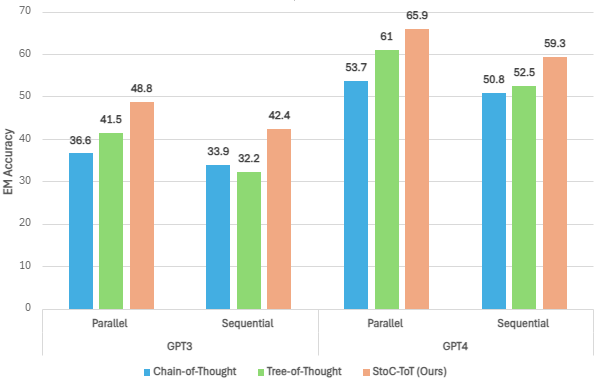 70
60
50
40
30
20
10
0
EM Accuracy
36.6
41.5
48.8
33.9
32.2
42.4
53.7
61
65.9
50.8
52.5
59.3
Parallel
Sequential
Parallel
Sequential
GPT3
GPT4
Chain-of-Thought
Tree-of-Thought
StoC-ToT (Ours)